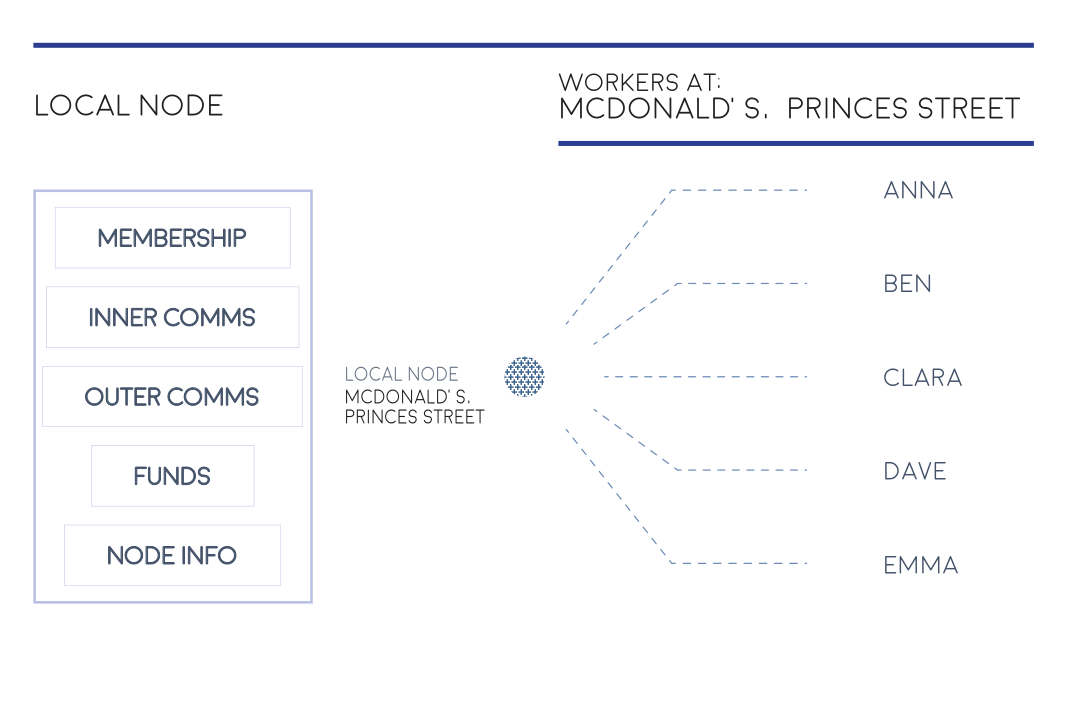 LOCAL NODE
WORKERS AT:
MCDONALD' S. PRINCES STREET
MEMBERSHIP
INNER COMMS
OUTER COMMS
FUNDS
NODE INFO
LOCAL NODE
MCDONALD' S.
PRINCES STREET
ANNA
BEN
CLARA
DAVE
EMMA